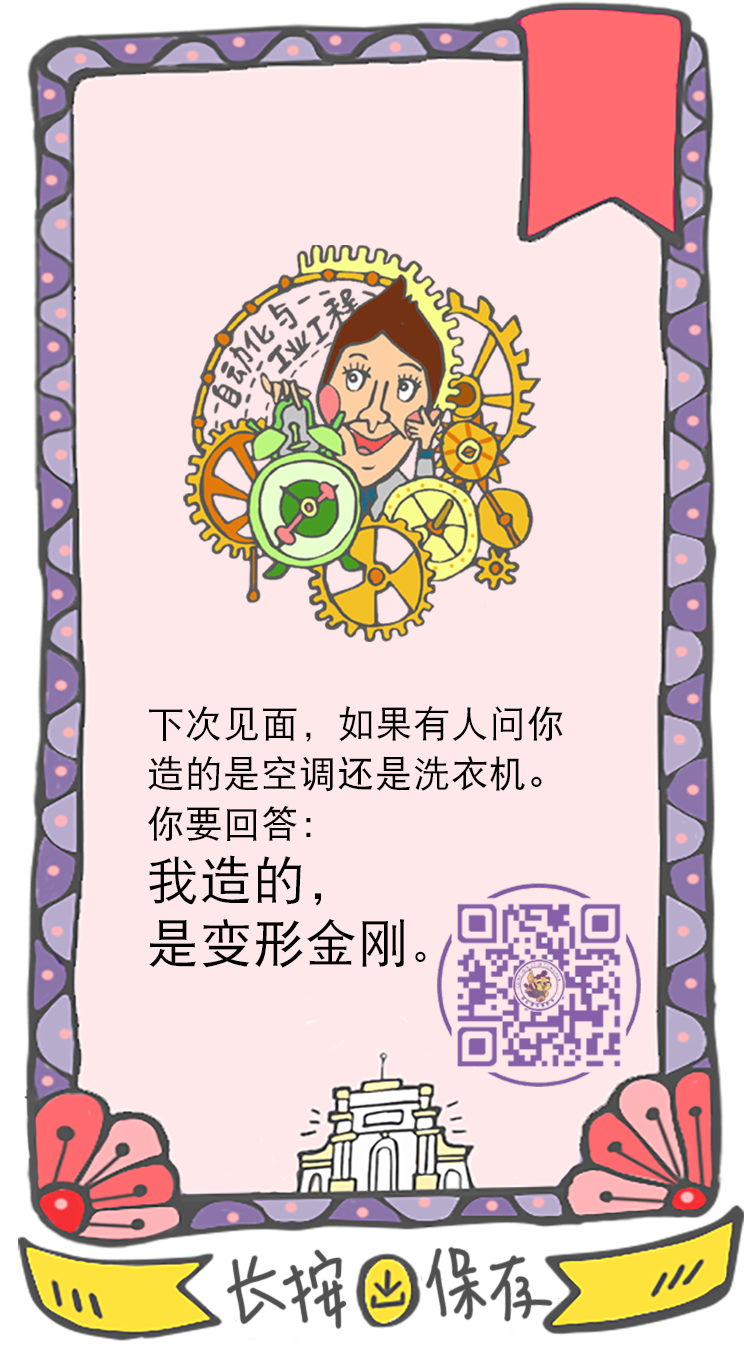 自动化与
工业工程
下次见面，如果有人问你
造的是空调还是洗衣机。
你要回答：
我造的，
是变形金刚。
长按保存